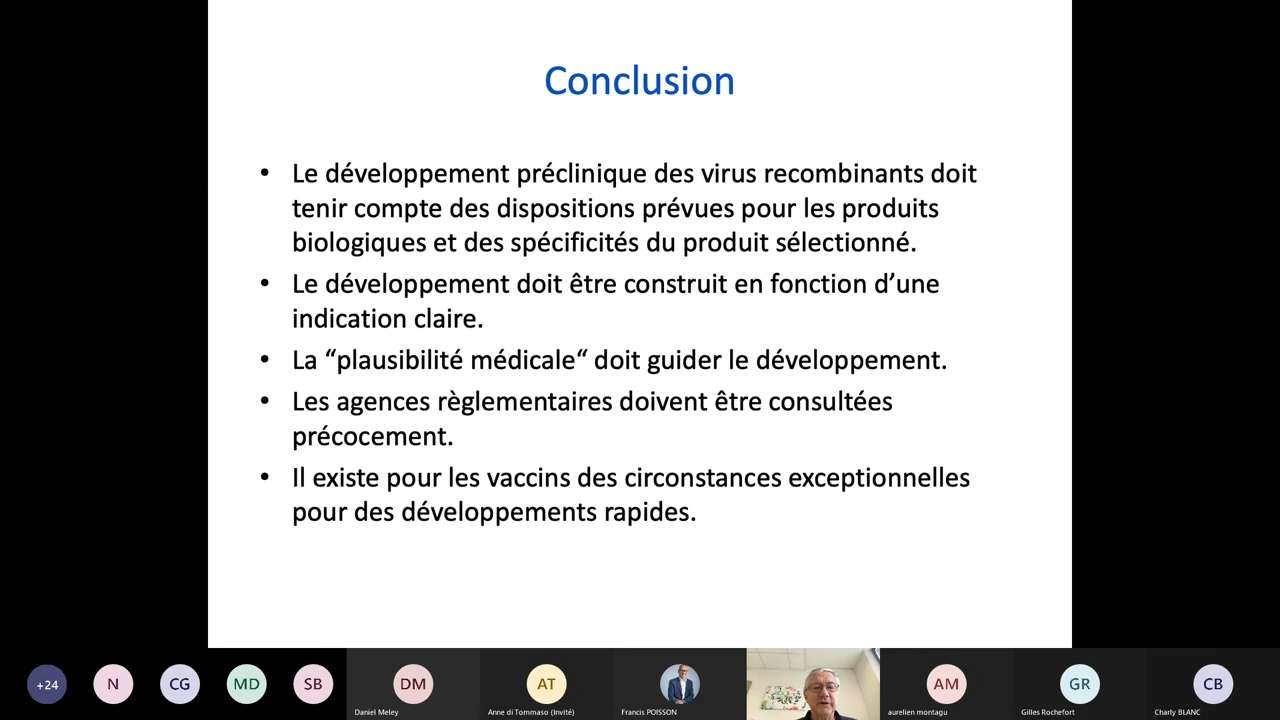 Conclusion
• Le développement préclinique des virus recombinants doit
tenir compte des dispositions prévues pour les produits
biologiques et des spécificités du produit sélectionné.
• Le développement doit être construit en fonction d’une
indication claire.
• La “plausibilité médicale“ doit guider le développement.
• Les agences règlementaires doivent être consultées
précocement.
• Il existe pour les vaccins des circonstances exceptionnelles
pour des développements rapides.
+24
N
CG
MD
SB
DM
AT
AM
GR
CB
Daniel Meley
Anne di Tommaso (Invité)
Francis POISSON
aurelien montagu
Gilles Rochefort
Charly BLANC